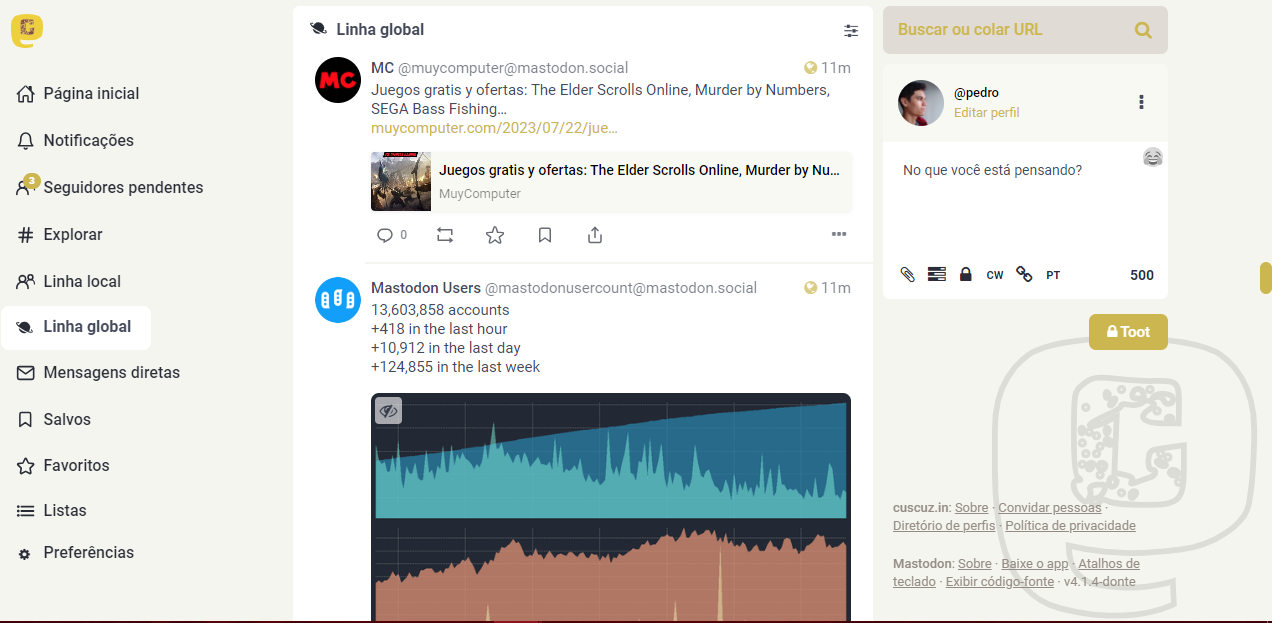 Página inicial
Notificações
3
Seguidores pendentes
Explorar
Linha local
Linha global
Mensagens diretas
Salvos
Favoritos
Listas
Preferências
Linha global
MC
MC @muycomputer@mastodon.social
11m
Juegos gratis y ofertas: The Elder Scrolls Online, Murder by Numbers,
SEGA Bass Fishing…
muycomputer.com/2023/07/22/jue…
Juegos gratis y ofertas: The Elder Scrolls Online, Murder by Nu…
MuyComputer
0
Mastodon Users @mastodonusercount@mastodon.social
11m
13,603,858 accounts
+418 in the last hour
+10,912 in the last day
+124,855 in the last week
Buscar ou colar URL
@pedro
Editar perfil
No que você está pensando?
CW
PT
500
Toot
cuscuz.in: Sobre · Convidar pessoas ·
Diretório de perfis · Política de privacidade
Mastodon: Sobre · Baixe o app · Atalhos de
teclado · Exibir código-fonte · v4.1.4-donte